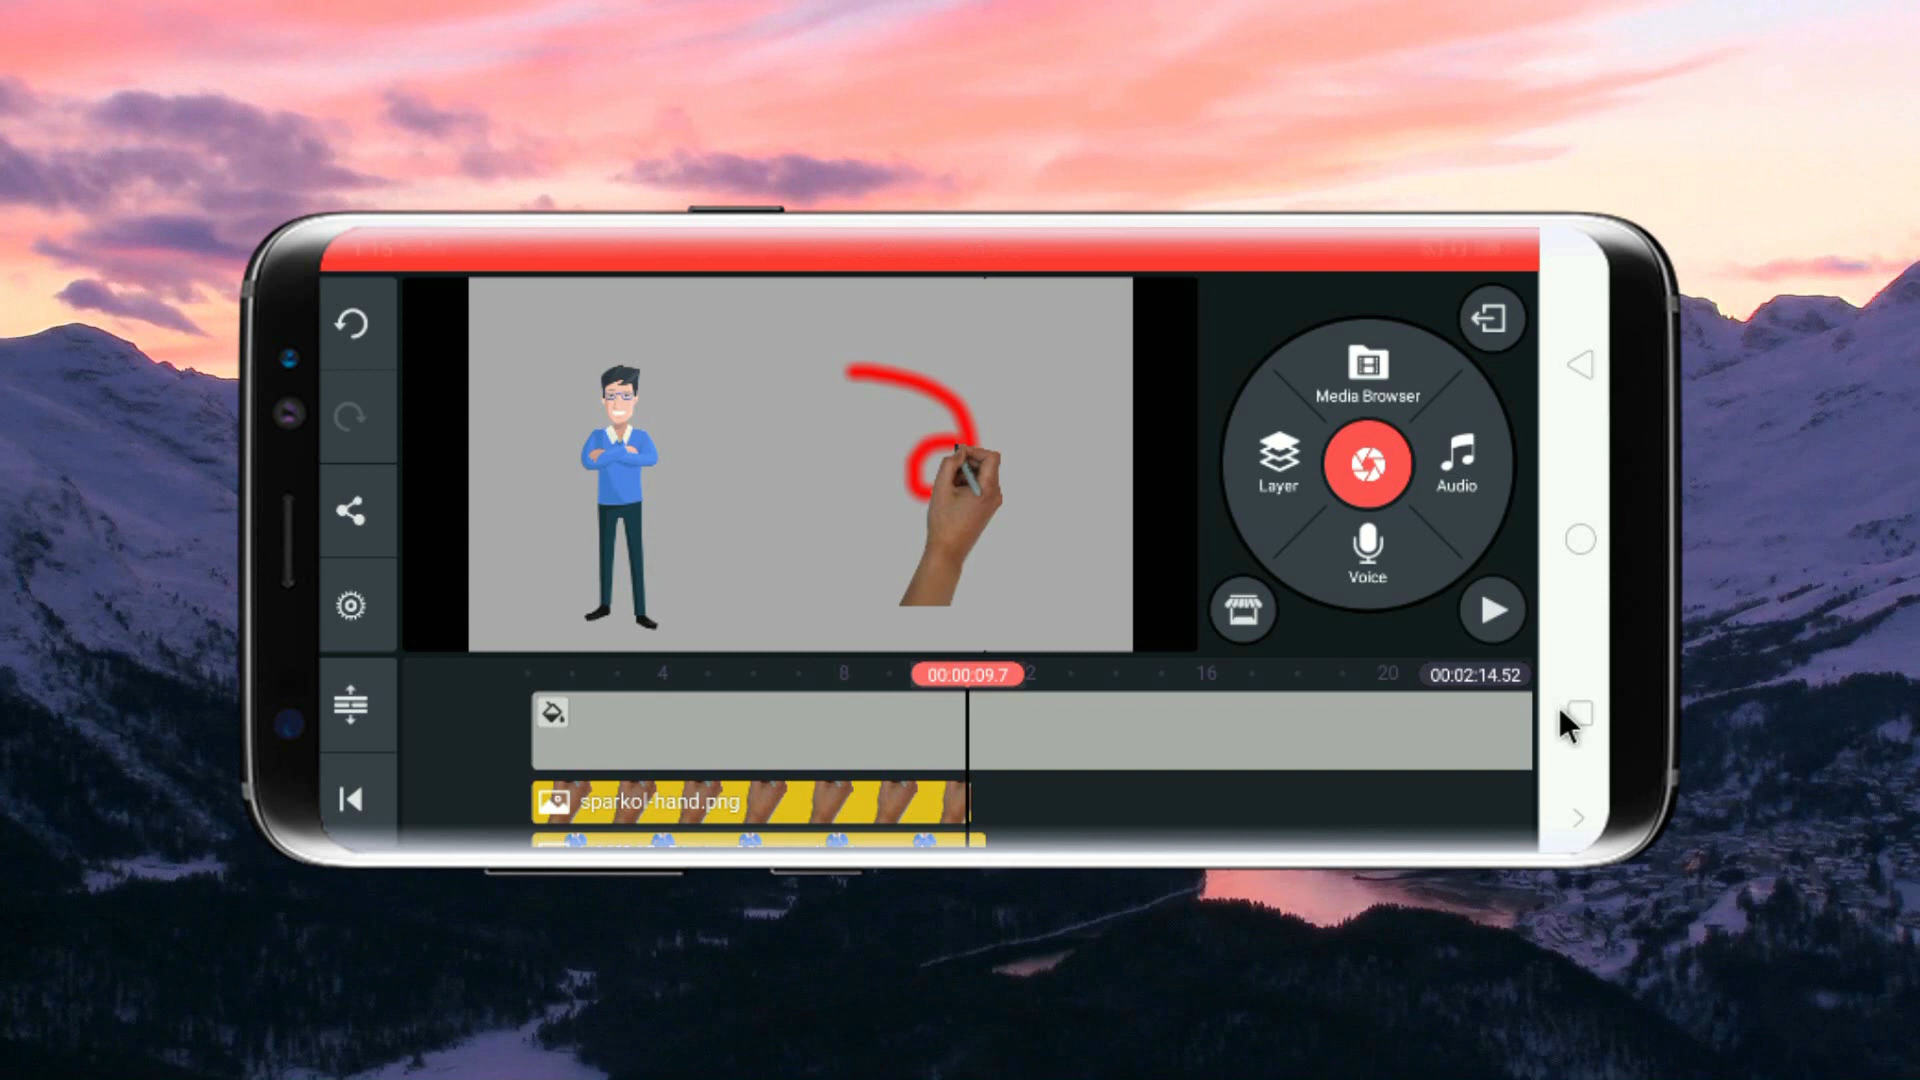 Media Browser
Layer
Audio
Voice
4
8
00:00:09.7
2
16
20
00:02:14.52
sparkol-hand.png